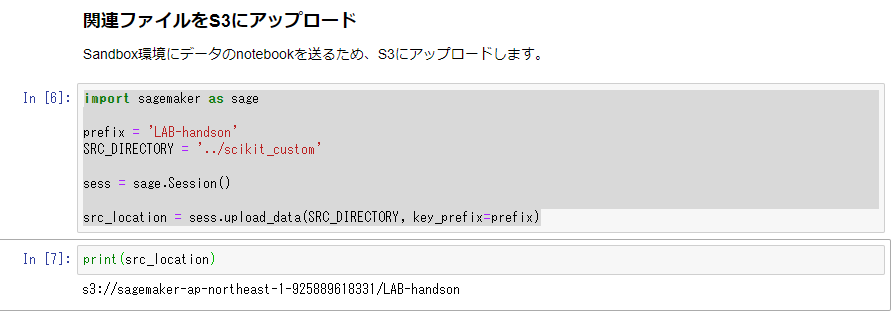 関連ファイルをS3にアップロード
Sandbox環境にデータのnotebookを送るため、S3にアップロードします。
In [6]:
import sagemaker as sage
prefix = 'LAB-handson'
SRC_DIRECTORY = '../scikit_custom'
sess = sage.Session()
src_location = sess.upload_data(SRC_DIRECTORY, key_prefix=prefix)
In [7]:
print(src_location)
s3://sagemaker-ap-northeast-1-925889618331/LAB-handson